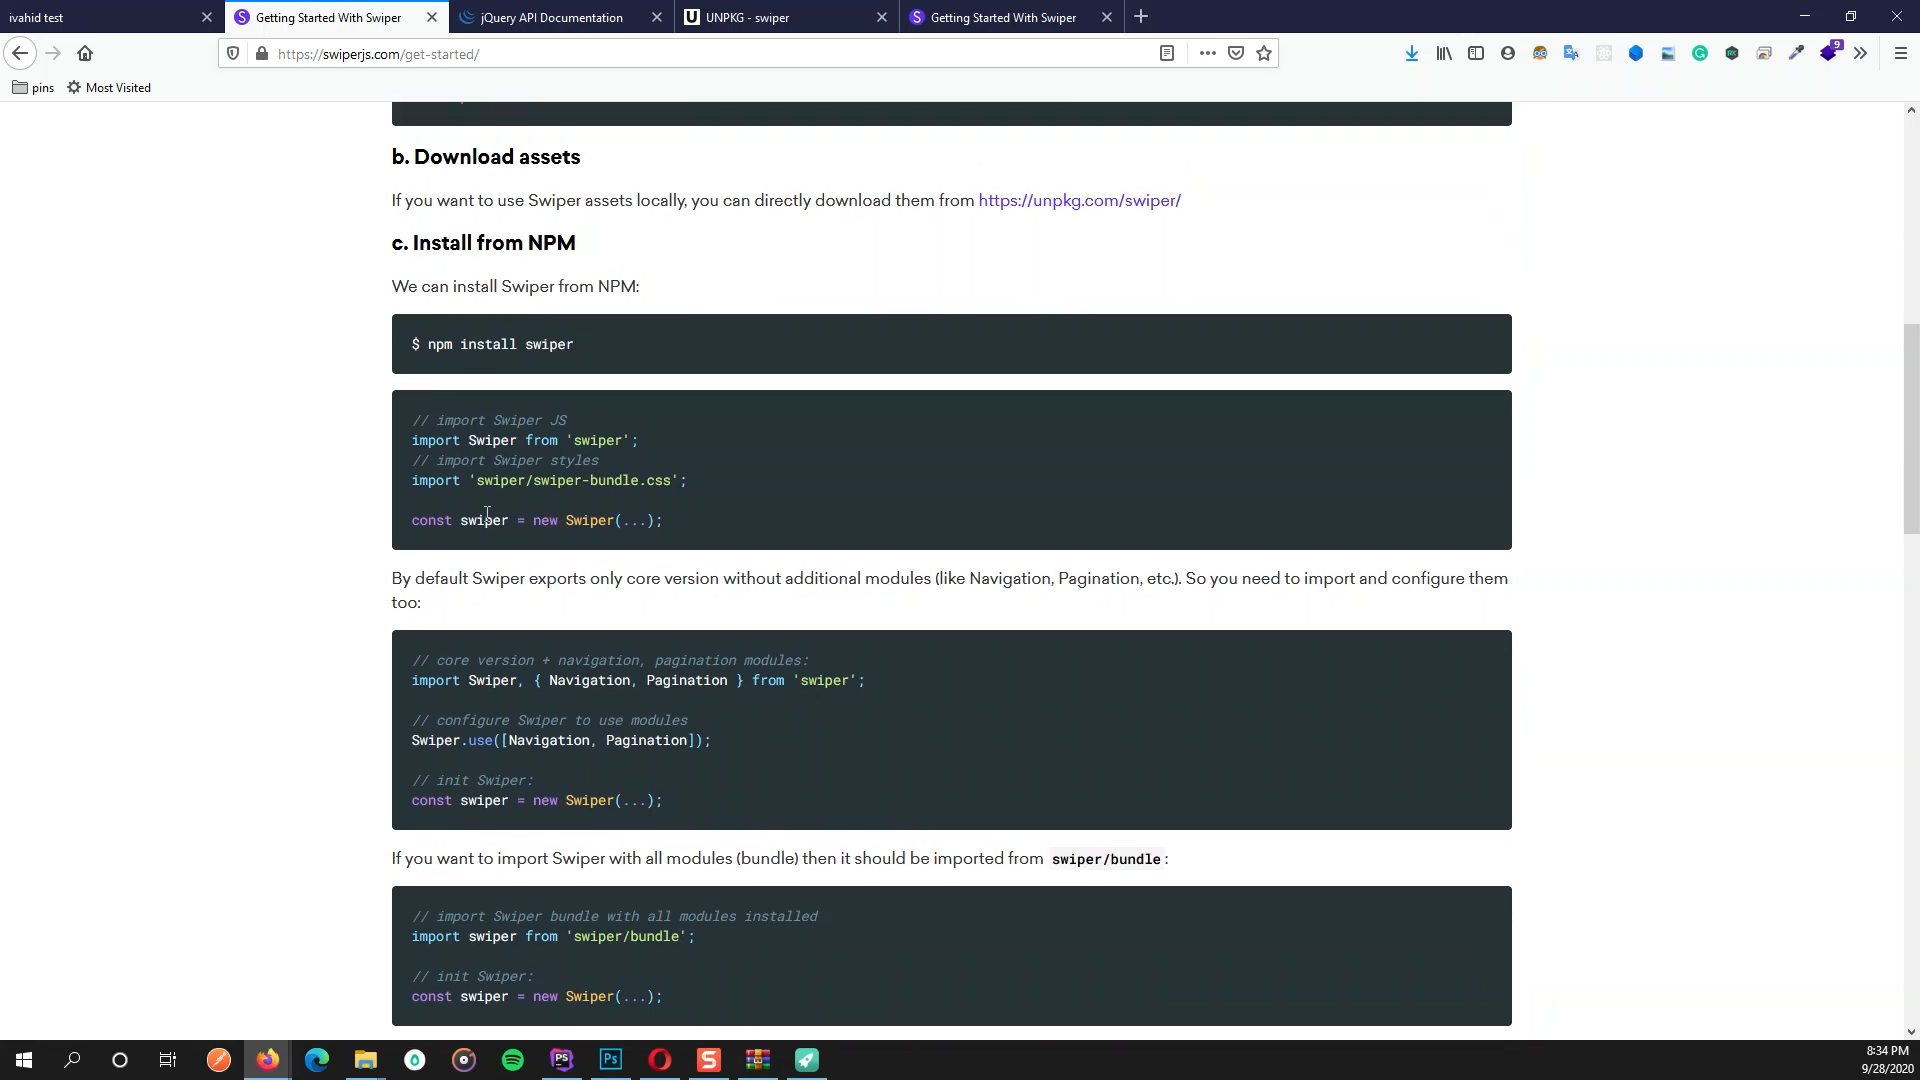 ivahid test
Getting Started With Swiper
jQuery API Documentation
UNPKG - swiper
Getting Started With Swiper
https://swiperjs.com/get-started/
9
pins
Most Visited
b. Download assets
If you want to use Swiper assets locally, you can directly download them from https://unpkg.com/swiper/
c. Install from NPM
We can install Swiper from NPM:
$ npm install swiper
// import Swiper JS
import Swiper from 'swiper';
// import Swiper styles
import 'swiper/swiper-bundle.css';
const swiper = new Swiper(...);
By default Swiper exports only core version without additional modules (like Navigation, Pagination, etc.). So you need to import and configure them
too:
// core version + navigation, pagination modules:
import Swiper, { Navigation, Pagination } from 'swiper';
// configure Swiper to use modules
Swiper.use([Navigation, Pagination]);
// init Swiper:
const swiper = new Swiper(...);
If you want to import Swiper with all modules (bundle) then it should be imported from swiper/bundle:
// import Swiper bundle with all modules installed
import swiper from 'swiper/bundle';
// init Swiper:
const swiper = new Swiper(...);
8:34 PM
9/28/2020